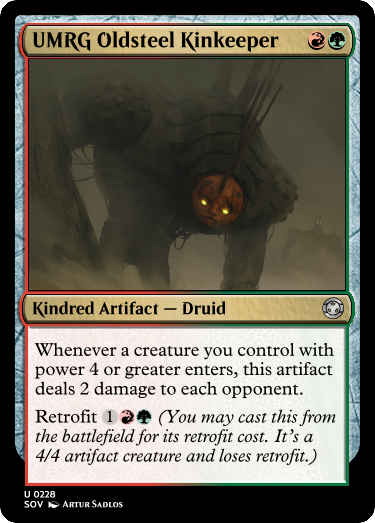 UMRG Oldsteel Kinkeeper
Kindred Artifact — Druid
Whenever a creature you control with
power 4 or greater enters, this artifact
deals 2 damage to each opponent.
Retrofit 1 (You may cast this from
the battlefield for its retrofit cost. It's a
4/4 artifact creature and loses retrofit.)
U 0228
SOV Artur Sadlos